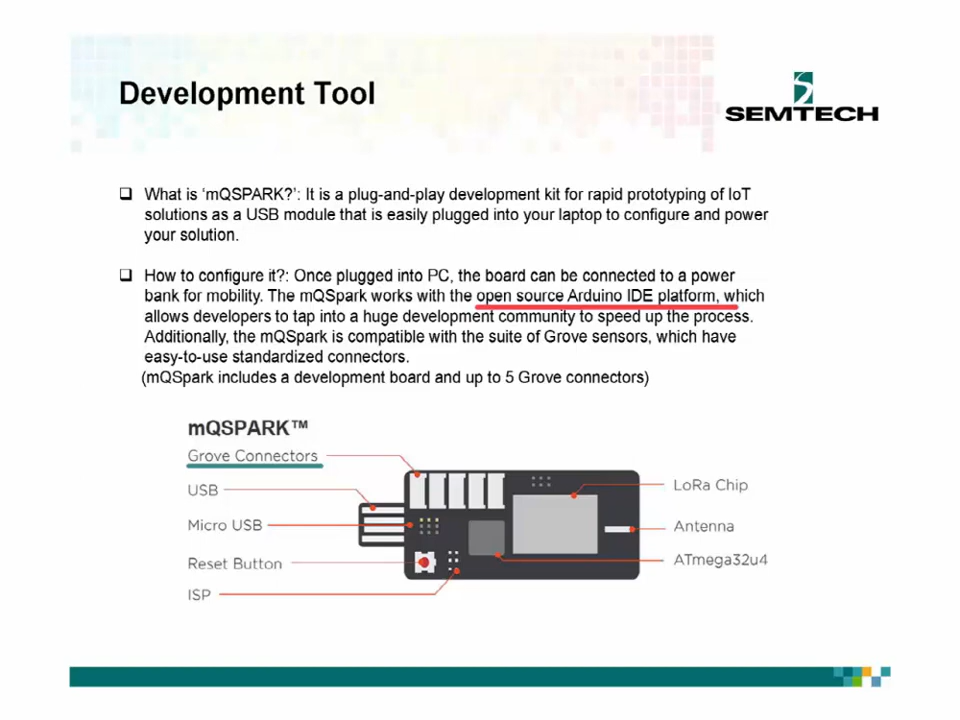 Development Tool
SEMTECH
❑ What is ‘mQSPARK?’: It is a plug-and-play development kit for rapid prototyping of IoT
solutions as a USB module that is easily plugged into your laptop to configure and power
your solution.
❑ How to configure it?: Once plugged into PC, the board can be connected to a power
bank for mobility. The mQSpark works with the open source Arduino IDE platform, which
allows developers to tap into a huge development community to speed up the process.
Additionally, the mQSpark is compatible with the suite of Grove sensors, which have
easy-to-use standardized connectors.
(mQSpark includes a development board and up to 5 Grove connectors)
mQSPARK™
Grove Connectors
USB
Micro USB
Reset Button
ISP
LoRa Chip
Antenna
ATmega32u4